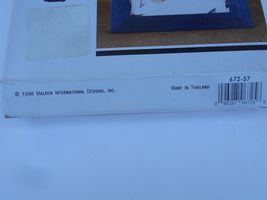 © 1996 Malden International Designs, Inc.
Made in Thailand
672-57